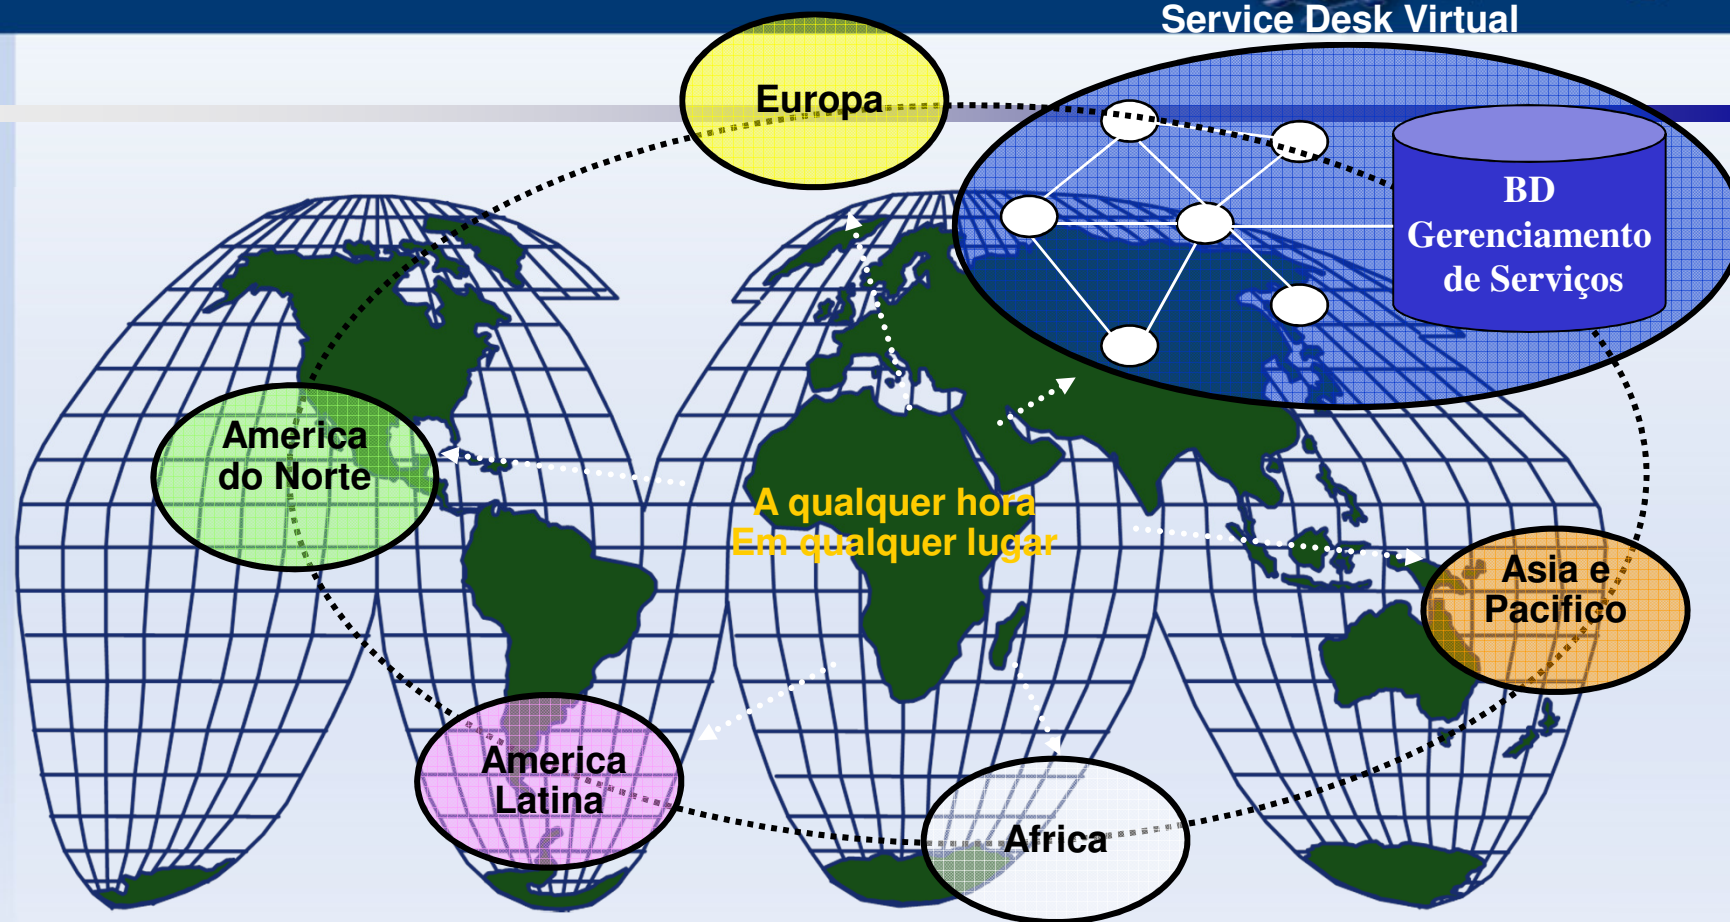 Service Desk Virtual
Europa
BD
Gerenciamento
de Serviços
America
do Norte
A qualquer hora
Em qualquer lugar
Asia e
Pacifico
America
Latina
Africa